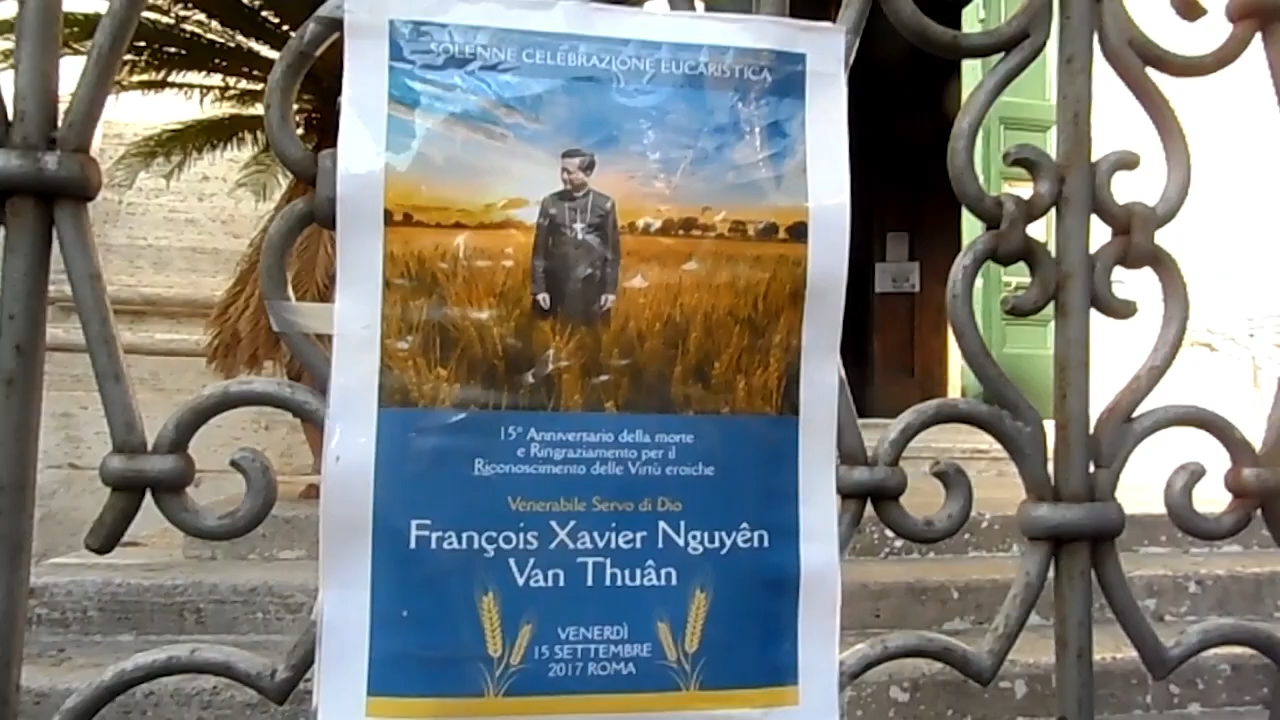 SOLENNE CELEBRAZIONE EUCARISTICA
15° Anniversario della morte
e Ringraziamento per il
Riconoscimento delle Virtù eroiche
Venerabile Servo di Dio
François Xavier Nguyên
Van Thuân
VENERDÌ
15 SETTEMBRE
2017 ROMA